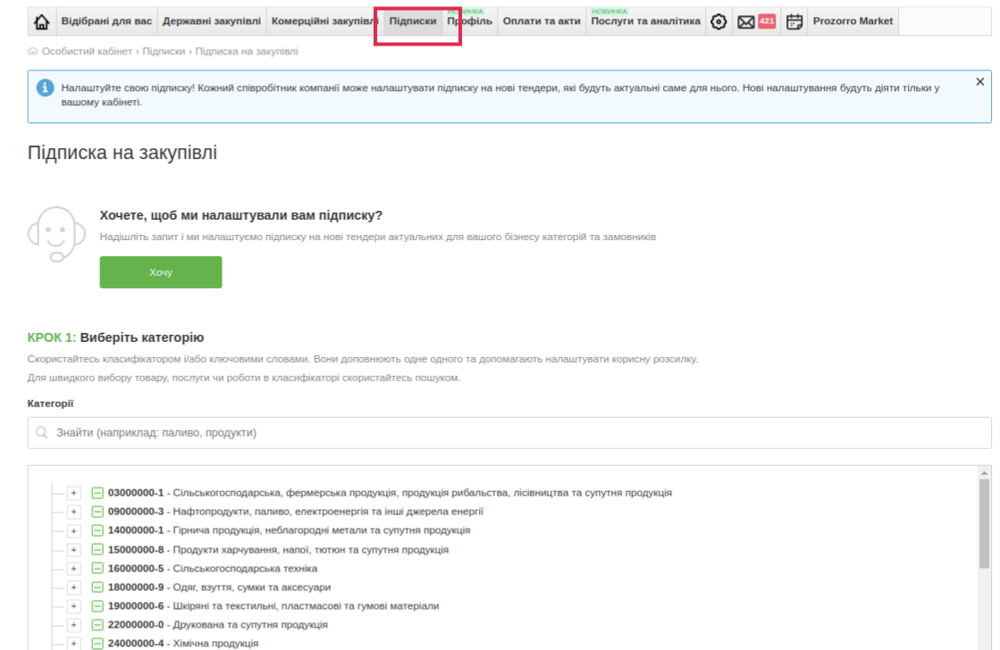 НОВИНКА НОВИНКА
Відібрані для вас Державні закупівлі Комерційні закупівлі Підписки Профіль Оплати та акти Послуги та аналітика 421 Prozorro Market
Особистий кабінет › Підписки › Підписка на закупівлі
Налаштуйте свою підписку! Кожний співробітник компанії може налаштувати підписку на нові тендери, які будуть актуальні саме для нього. Нові налаштування будуть діяти тільки у
вашому кабінеті.
Підписка на закупівлі
Хочете, щоб ми налаштували вам підписку?
Надішліть запит і ми налаштуємо підписку на нові тендери актуальних для вашого бізнесу категорій та замовників
Хочу
КРОК 1: Виберіть категорію
Скористайтесь класифікатором і/або ключовими словами. Вони доповнюють одне одного та допомагають налаштувати корисну розсилку.
Для швидкого вибору товару, послуги чи роботи в класифікаторі скористайтесь пошуком.
Категорії
Знайти (наприклад: паливо, продукти)
03000000-1 - Сільськогосподарська, фермерська продукція, продукція рибальства, лісівництва та супутня продукція
09000000-3 - Нафтопродукти, паливо, електроенергія та інші джерела енергії
14000000-1 - Гірнича продукція, неблагородні метали та супутня продукція
15000000-8 - Продукти харчування, напої, тютюн та супутня продукція
16000000-5 - Сільськогосподарська техніка
18000000-9 - Одяг, взуття, сумки та аксесуари
19000000-6 - Шкіряні та текстильні, пластмасові та гумові матеріали
22000000-0 - Друкована та супутня продукція
24000000-4 - Хімічна продукція